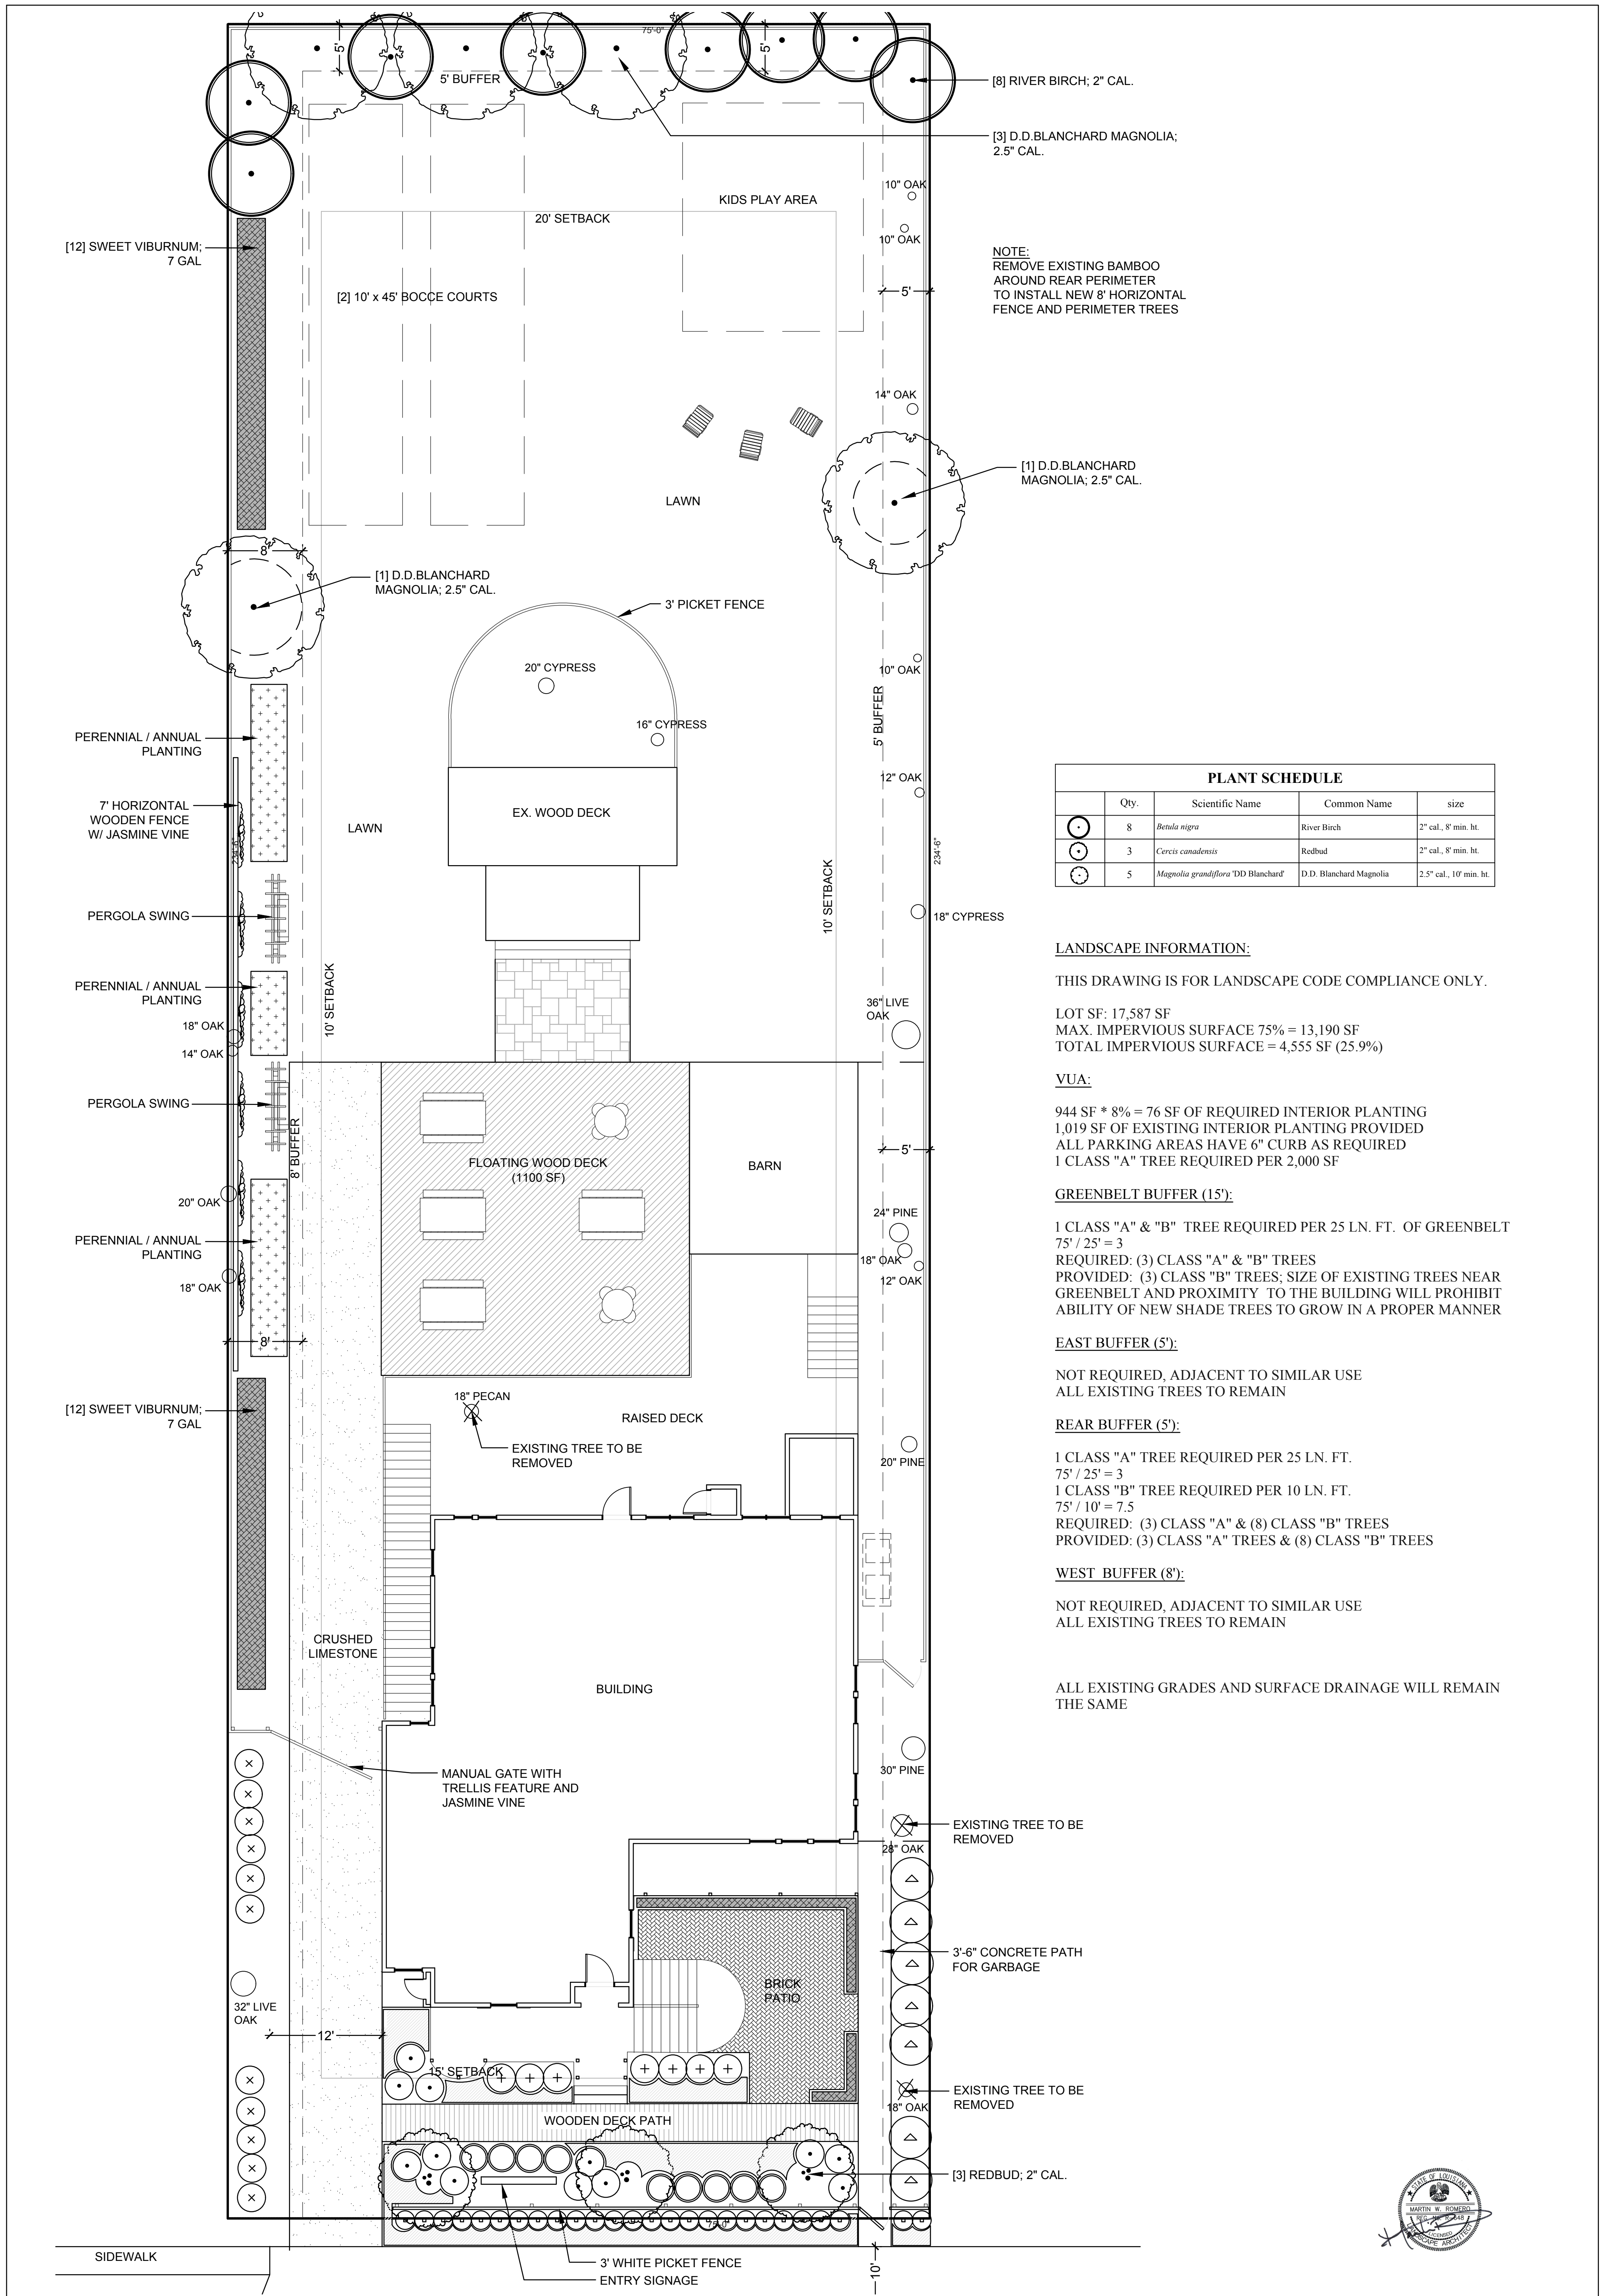 75'-0"
5'
5'
5' BUFFER
[8] RIVER BIRCH; 2" CAL.
[3] D.D.BLANCHARD MAGNOLIA;
2.5" CAL.
10" OAK
KIDS PLAY AREA
20' SETBACK
10" OAK
[12] SWEET VIBURNUM;
7 GAL
NOTE:
REMOVE EXISTING BAMBOO
AROUND REAR PERIMETER
TO INSTALL NEW 8' HORIZONTAL
FENCE AND PERIMETER TREES
5'
[2] 10' x 45' BOCCE COURTS
14" OAK
[1] D.D.BLANCHARD
MAGNOLIA; 2.5" CAL.
LAWN
8'
[1] D.D.BLANCHARD
MAGNOLIA; 2.5" CAL.
3' PICKET FENCE
20" CYPRESS
10" OAK
16" CYPRESS
5' BUFFER
PERENNIAL / ANNUAL
PLANTING
12" OAK
7' HORIZONTAL
WOODEN FENCE
W/ JASMINE VINE
EX. WOOD DECK
LAWN
234'-6"
234'-6"
10' SETBACK
PERGOLA SWING
18" CYPRESS
PERENNIAL / ANNUAL
PLANTING
10' SETBACK
36" LIVE
OAK
18" OAK
14" OAK
PERGOLA SWING
8' BUFFER
5'
FLOATING WOOD DECK
(1100 SF)
BARN
20" OAK
24" PINE
PERENNIAL / ANNUAL
PLANTING
18" OAK
12" OAK
18" OAK
8'
18" PECAN
[12] SWEET VIBURNUM;
7 GAL
RAISED DECK
EXISTING TREE TO BE
REMOVED
20" PINE
CRUSHED
LIMESTONE
BUILDING
MANUAL GATE WITH
TRELLIS FEATURE AND
JASMINE VINE
30" PINE
EXISTING TREE TO BE
REMOVED
28" OAK
3'-6" CONCRETE PATH
FOR GARBAGE
BRICK
PATIO
32" LIVE
OAK
12'
15' SETBACK
EXISTING TREE TO BE
REMOVED
18" OAK
WOODEN DECK PATH
[3] REDBUD; 2" CAL.
75'-0"
SIDEWALK
3' WHITE PICKET FENCE
ENTRY SIGNAGE
10'
PLANT SCHEDULE
Qty. Scientific Name Common Name size
8 Betula nigra River Birch 2" cal., 8' min. ht.
3 Cercis canadensis Redbud 2" cal., 8' min. ht.
5 Magnolia grandiflora 'DD Blanchard' D.D. Blanchard Magnolia 2.5" cal., 10' min. ht.
LANDSCAPE INFORMATION:
THIS DRAWING IS FOR LANDSCAPE CODE COMPLIANCE ONLY.
LOT SF: 17,587 SF
MAX. IMPERVIOUS SURFACE 75% = 13,190 SF
TOTAL IMPERVIOUS SURFACE = 4,555 SF (25.9%)
VUA:
944 SF * 8% = 76 SF OF REQUIRED INTERIOR PLANTING
1,019 SF OF EXISTING INTERIOR PLANTING PROVIDED
ALL PARKING AREAS HAVE 6" CURB AS REQUIRED
1 CLASS "A" TREE REQUIRED PER 2,000 SF
GREENBELT BUFFER (15'):
1 CLASS "A" & "B" TREE REQUIRED PER 25 LN. FT. OF GREENBELT
75' / 25' = 3
REQUIRED: (3) CLASS "A" & "B" TREES
PROVIDED: (3) CLASS "B" TREES; SIZE OF EXISTING TREES NEAR
GREENBELT AND PROXIMITY TO THE BUILDING WILL PROHIBIT
ABILITY OF NEW SHADE TREES TO GROW IN A PROPER MANNER
EAST BUFFER (5'):
NOT REQUIRED, ADJACENT TO SIMILAR USE
ALL EXISTING TREES TO REMAIN
REAR BUFFER (5'):
1 CLASS "A" TREE REQUIRED PER 25 LN. FT.
75' / 25' = 3
1 CLASS "B" TREE REQUIRED PER 10 LN. FT.
75' / 10' = 7.5
REQUIRED: (3) CLASS "A" & (8) CLASS "B" TREES
PROVIDED: (3) CLASS "A" TREES & (8) CLASS "B" TREES
WEST BUFFER (8'):
NOT REQUIRED, ADJACENT TO SIMILAR USE
ALL EXISTING TREES TO REMAIN
ALL EXISTING GRADES AND SURFACE DRAINAGE WILL REMAIN
THE SAME
STATE OF LOUISIANA
MARTIN W. ROMERO
LICENSED
LANDSCAPE ARCHITECT